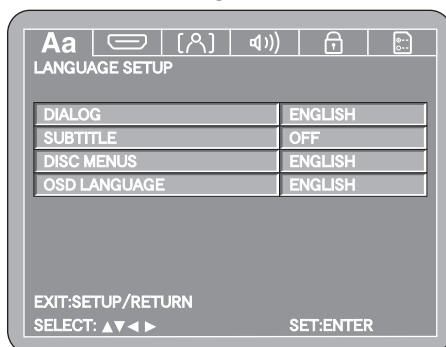 Aa
LANGUAGE SETUP
DIALOG ENGLISH
SUBTITLE OFF
DISC MENUS ENGLISH
OSD LANGUAGE ENGLISH
EXIT:SETUP/RETURN
SELECT: ▲▼◄ ► SET:ENTER